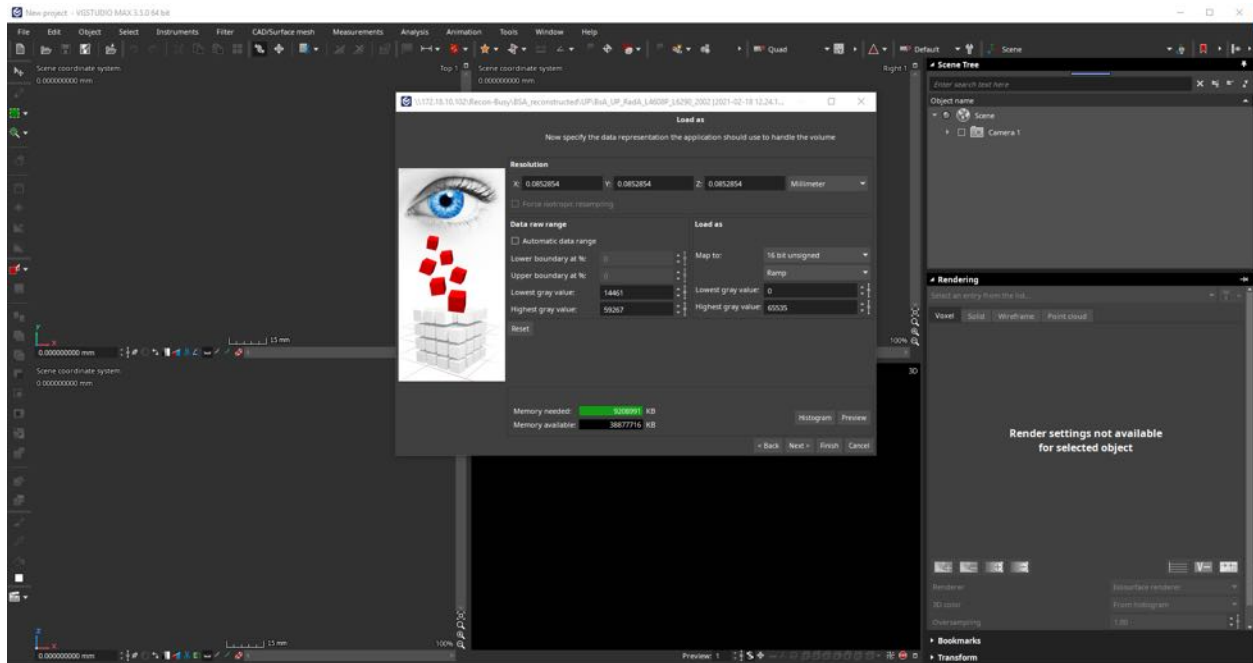 New project - VGSTUDIO MAX 3.5.0 64 bit
File Edit Object Select Instruments Filter CAD/Surface mesh Measurements Analysis Animation Tools Window Help
Quad
Default
Scene
Scene coordinate system
0.000000000 mm
Top 1
Scene coordinate system
0.000000000 mm
Right 1
Scene Tree
Enter search text here
Object name
Scene
Camera 1
Load as
Now specify the data representation the application should use to handle the volume
Resolution
X: 0.0852854 Y: 0.0852854 Z: 0.0852854 Millimeter
Force isotropic resampling
Data raw range
Load as
Automatic data range
Lower boundary at %:
Map to: 16 bit unsigned
Upper boundary at %:
Ramp
Lowest gray value: 14461
Lowest gray value: 0
Highest gray value: 59267
Highest gray value: 65535
Reset
Memory needed: 9208991 KB
Memory available: 38877716 KB
Histogram Preview
< Back Next > Finish Cancel
Rendering
Select an entry from the list...
Voxel Solid Wireframe Point cloud
Render settings not available
for selected object
Renderer Isosurface renderer
3D color From histogram
Oversampling 1.00
Bookmarks
Transform
y
x
15 mm
0.000000000 mm
100%
Scene coordinate system
0.000000000 mm
3D
z
x
15 mm
100%
0.000000000 mm
Preview: 1